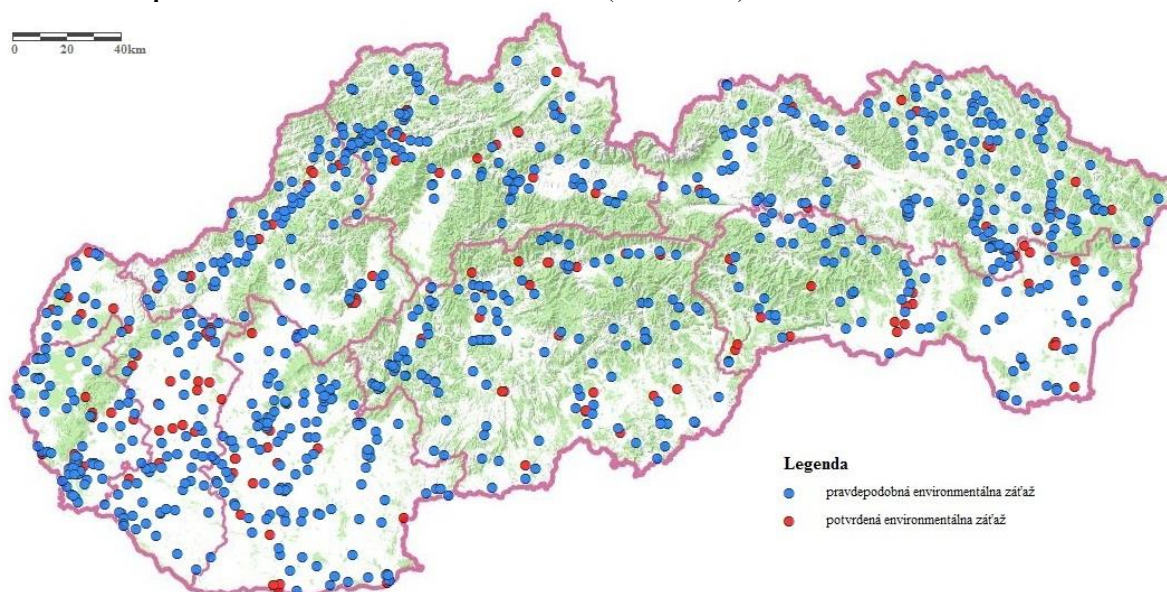 0 20 40km
Legenda
pravdepodobná environmentálna záťaž
potvrdená environmentálna záťaž